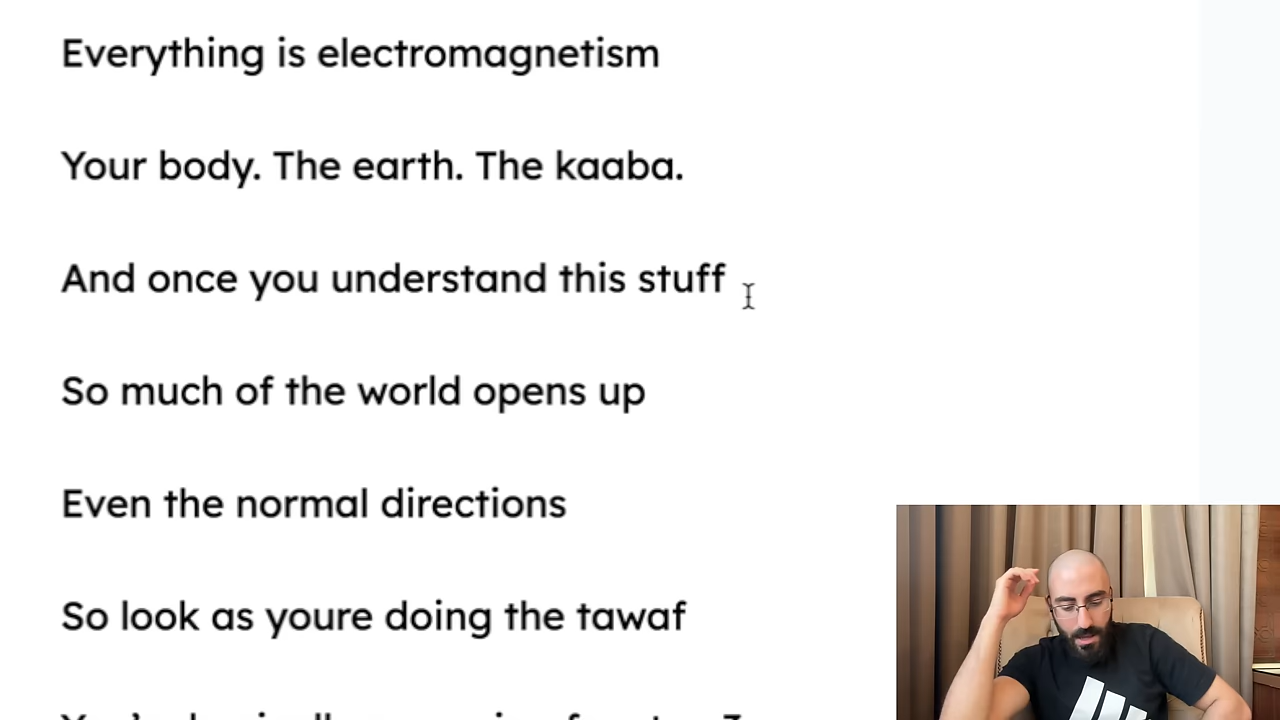 Everything is electromagnetism
Your body. The earth. The kaaba.
And once you understand this stuff
So much of the world opens up
Even the normal directions
So look as youre doing the tawaf